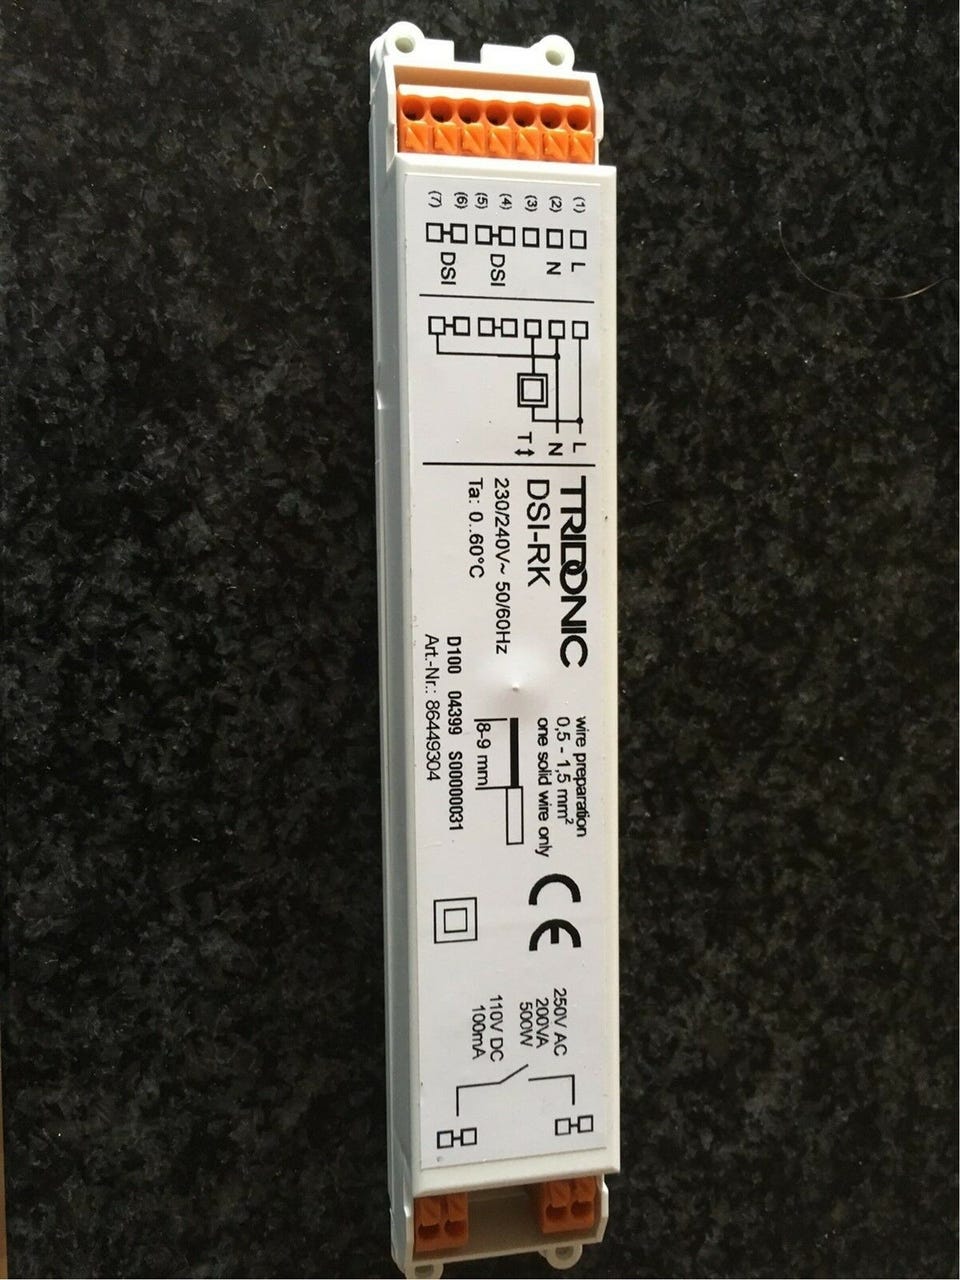 (1) L
(2) N
(3)
(4)
(5) DSI
(6)
(7) DSI
L
N
T
TRIDONIC
DSI-RK
230/240V~ 50/60Hz
Ta: 0..60°C
D100 04399 S00000031
Art.-Nr.: 86449304
wire preparation
0,5 - 1,5 mm²
one solid wire only
8-9 mm
CE
250V AC
200VA
500W
110V DC
100mA